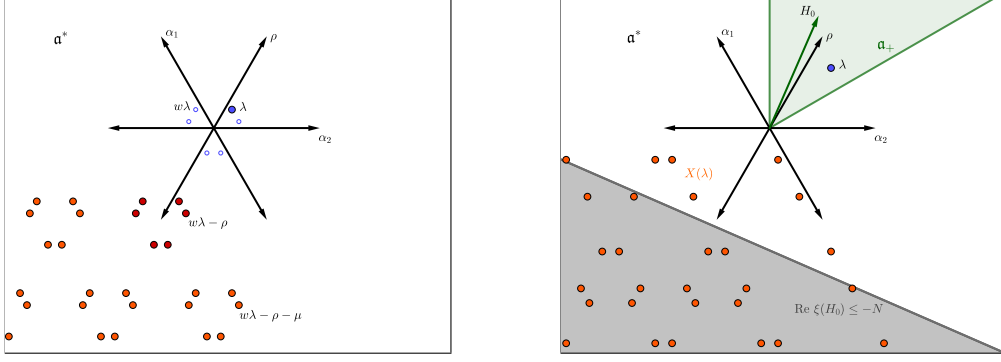 𝔞*
α₁
ρ
wλ
λ
α₂
wλ − ρ
wλ − ρ − μ
H₀
𝔞*
α₁
ρ
𝔞₊
λ
α₂
X(λ)
Re ξ(H₀) ≤ −N